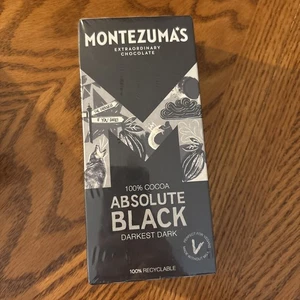 MONTEZUMA'S
EXTRAORDINARY
CHOCOLATE
100% COCOA
ABSOLUTE
BLACK
DARKEST DARK
100% RECYCLABLE